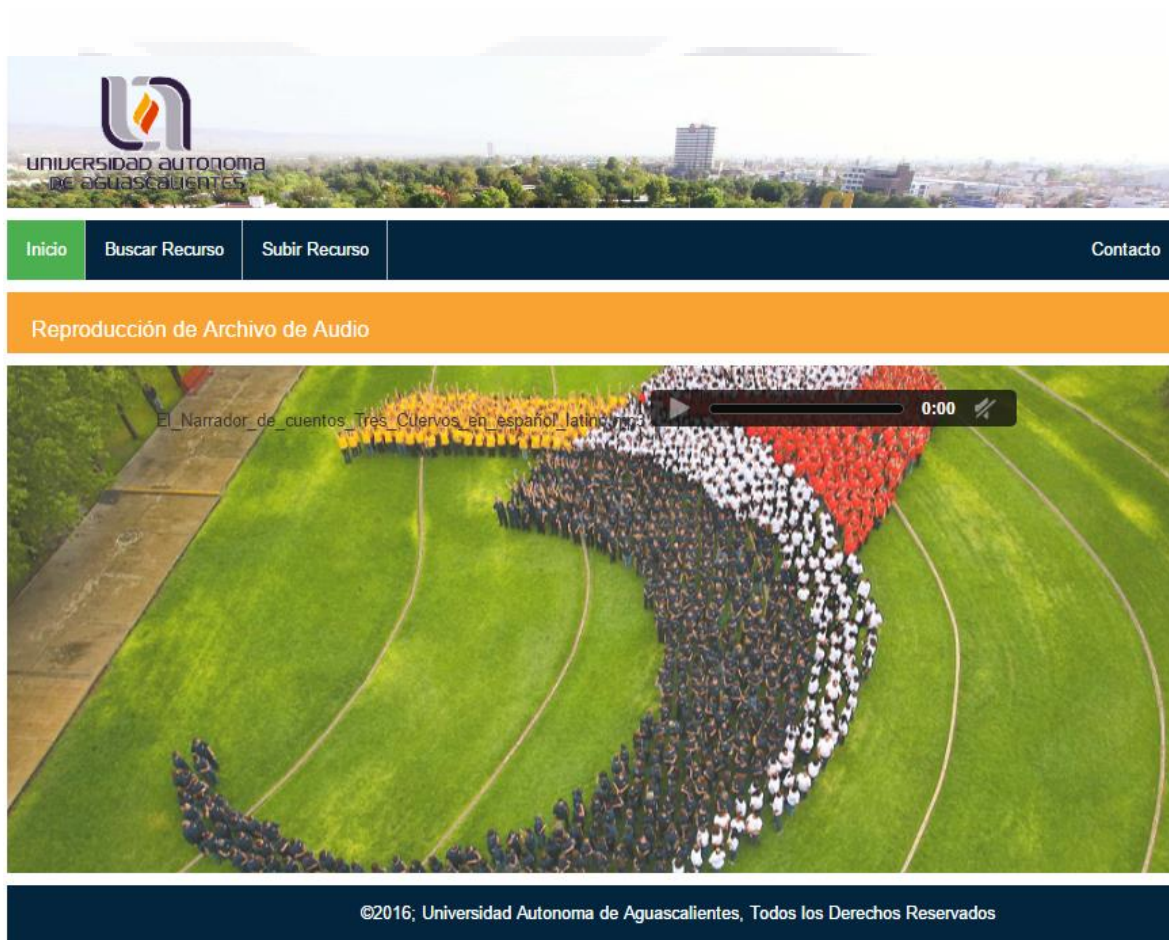 UNIVERSIDAD AUTONOMA
DE AGUASCALIENTES
Inicio Buscar Recurso Subir Recurso Contacto
Reproducción de Archivo de Audio
El_Narrador_de_cuentos_Tres_Cuervos_en_español_latino.mp3 0:00
©2016; Universidad Autonoma de Aguascalientes, Todos los Derechos Reservados